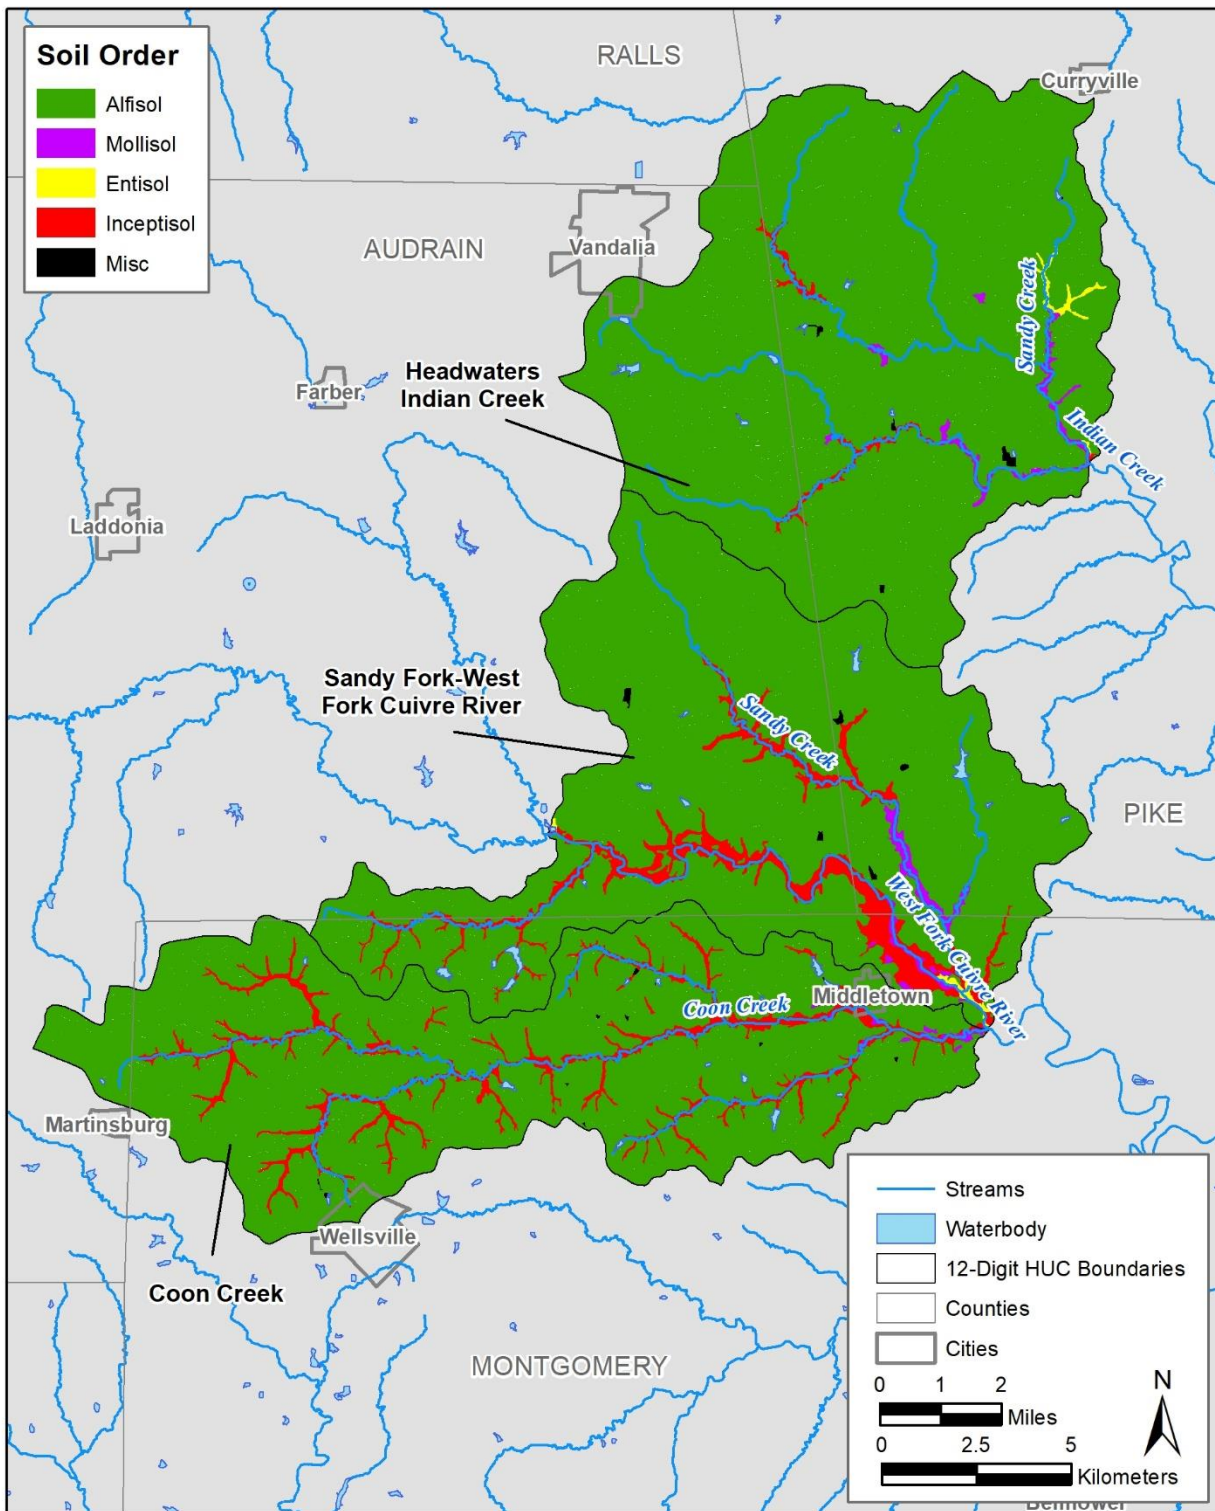 Soil Order
Alfisol
Mollisol
Entisol
Inceptisol
Misc
RALLS
Curryville
AUDRAIN
Vandalia
Sandy Creek
Headwaters
Indian Creek
Farber
Indian Creek
Laddonia
Sandy Fork-West
Fork Cuivre River
Sandy Creek
PIKE
West Fork Cuivre River
Middletown
Coon Creek
Martinsburg
Wellsville
Coon Creek
MONTGOMERY
Streams
Waterbody
12-Digit HUC Boundaries
Counties
Cities
0 1 2
Miles
0 2.5 5
Kilometers
N